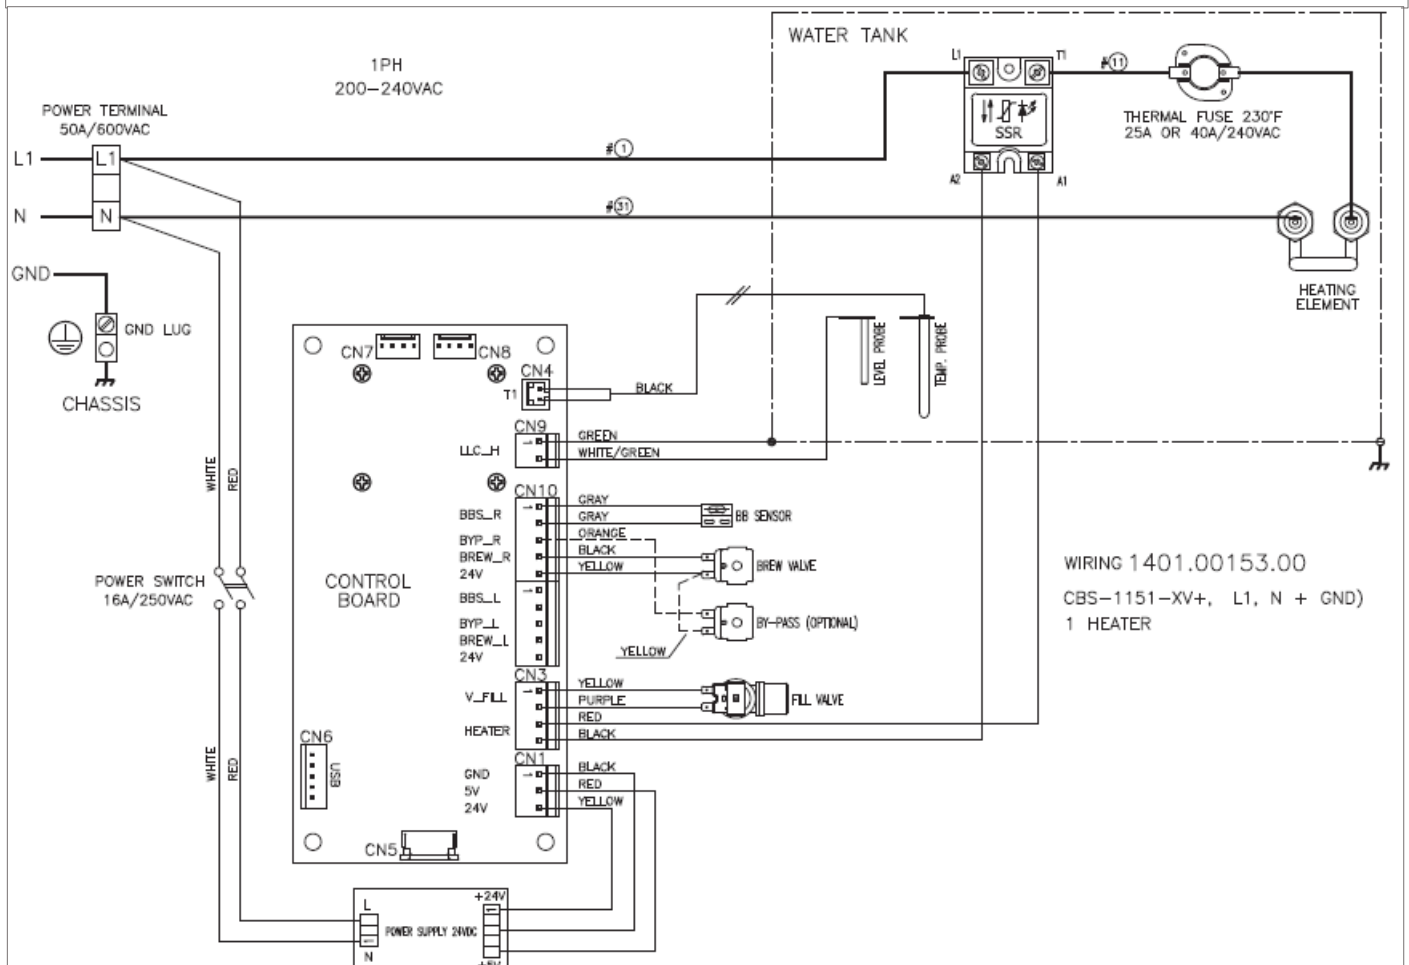 WATER TANK
1PH
200-240VAC
POWER TERMINAL
50A/600VAC
L1
L1
N
N
#1
#31
L1
T1
SSR
A2
A1
#11
THERMAL FUSE 230°F
25A OR 40A/240VAC
HEATING
ELEMENT
GND
GND LUG
CHASSIS
CN7
CN8
CN4
T1
BLACK
LEVEL PROBE
TEMP. PROBE
CN9
LLC_H
GREEN
WHITE/GREEN
WHITE
RED
CN10
BBS_R
BYP_R
BREW_R
24V
BBS_L
BYP_L
BREW_L
24V
GRAY
GRAY
ORANGE
BLACK
YELLOW
BB SENSOR
BREW VALVE
BY-PASS (OPTIONAL)
YELLOW
POWER SWITCH
16A/250VAC
CONTROL
BOARD
WIRING 1401.00153.00
CBS-1151-XV+, L1, N + GND)
1 HEATER
CN3
V_FILL
HEATER
YELLOW
PURPLE
RED
BLACK
FILL VALVE
WHITE
RED
CN6
USB
CN1
GND
5V
24V
BLACK
RED
YELLOW
CN5
L
N
POWER SUPPLY 24VDC
+24V
+5V